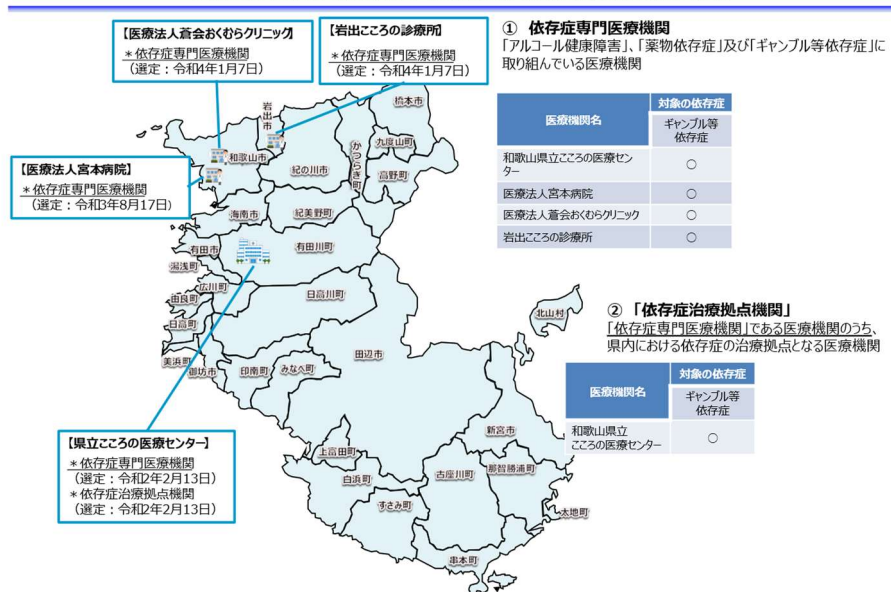 【医療法人蒼会おくむらクリニック】
*依存症専門医療機関
(選定:令和4年1月7日)
【岩出こころの診療所】
*依存症専門医療機関
(選定:令和4年1月7日)
① 依存症専門医療機関
「アルコール健康障害」、「薬物依存症」及び「ギャンブル等依存症」に
取り組んでいる医療機関
医療機関名
対象の依存症
ギャンブル等
依存症
和歌山県立こころの医療セン
ター
○
医療法人宮本病院
○
医療法人蒼会おくむらクリニック
○
岩出こころの診療所
○
【医療法人宮本病院】
*依存症専門医療機関
(選定:令和3年8月17日)
橋本市
岩出市
かつらぎ町
九度山町
和歌山市
紀の川市
高野町
海南市
紀美野町
有田市
有田川町
湯浅町
広川町
由良町
日高川町
日高町
美浜町
御坊市
印南町
みなべ町
田辺市
北山村
② 「依存症治療拠点機関」
「依存症専門医療機関」である医療機関のうち、
県内における依存症の治療拠点となる医療機関
医療機関名
対象の依存症
ギャンブル等
依存症
和歌山県立
こころの医療センター
○
【県立こころの医療センター】
*依存症専門医療機関
(選定:令和2年2月13日)
*依存症治療拠点機関
(選定:令和2年2月13日)
新宮市
上富田町
白浜町
古座川町
那智勝浦町
すさみ町
太地町
串本町